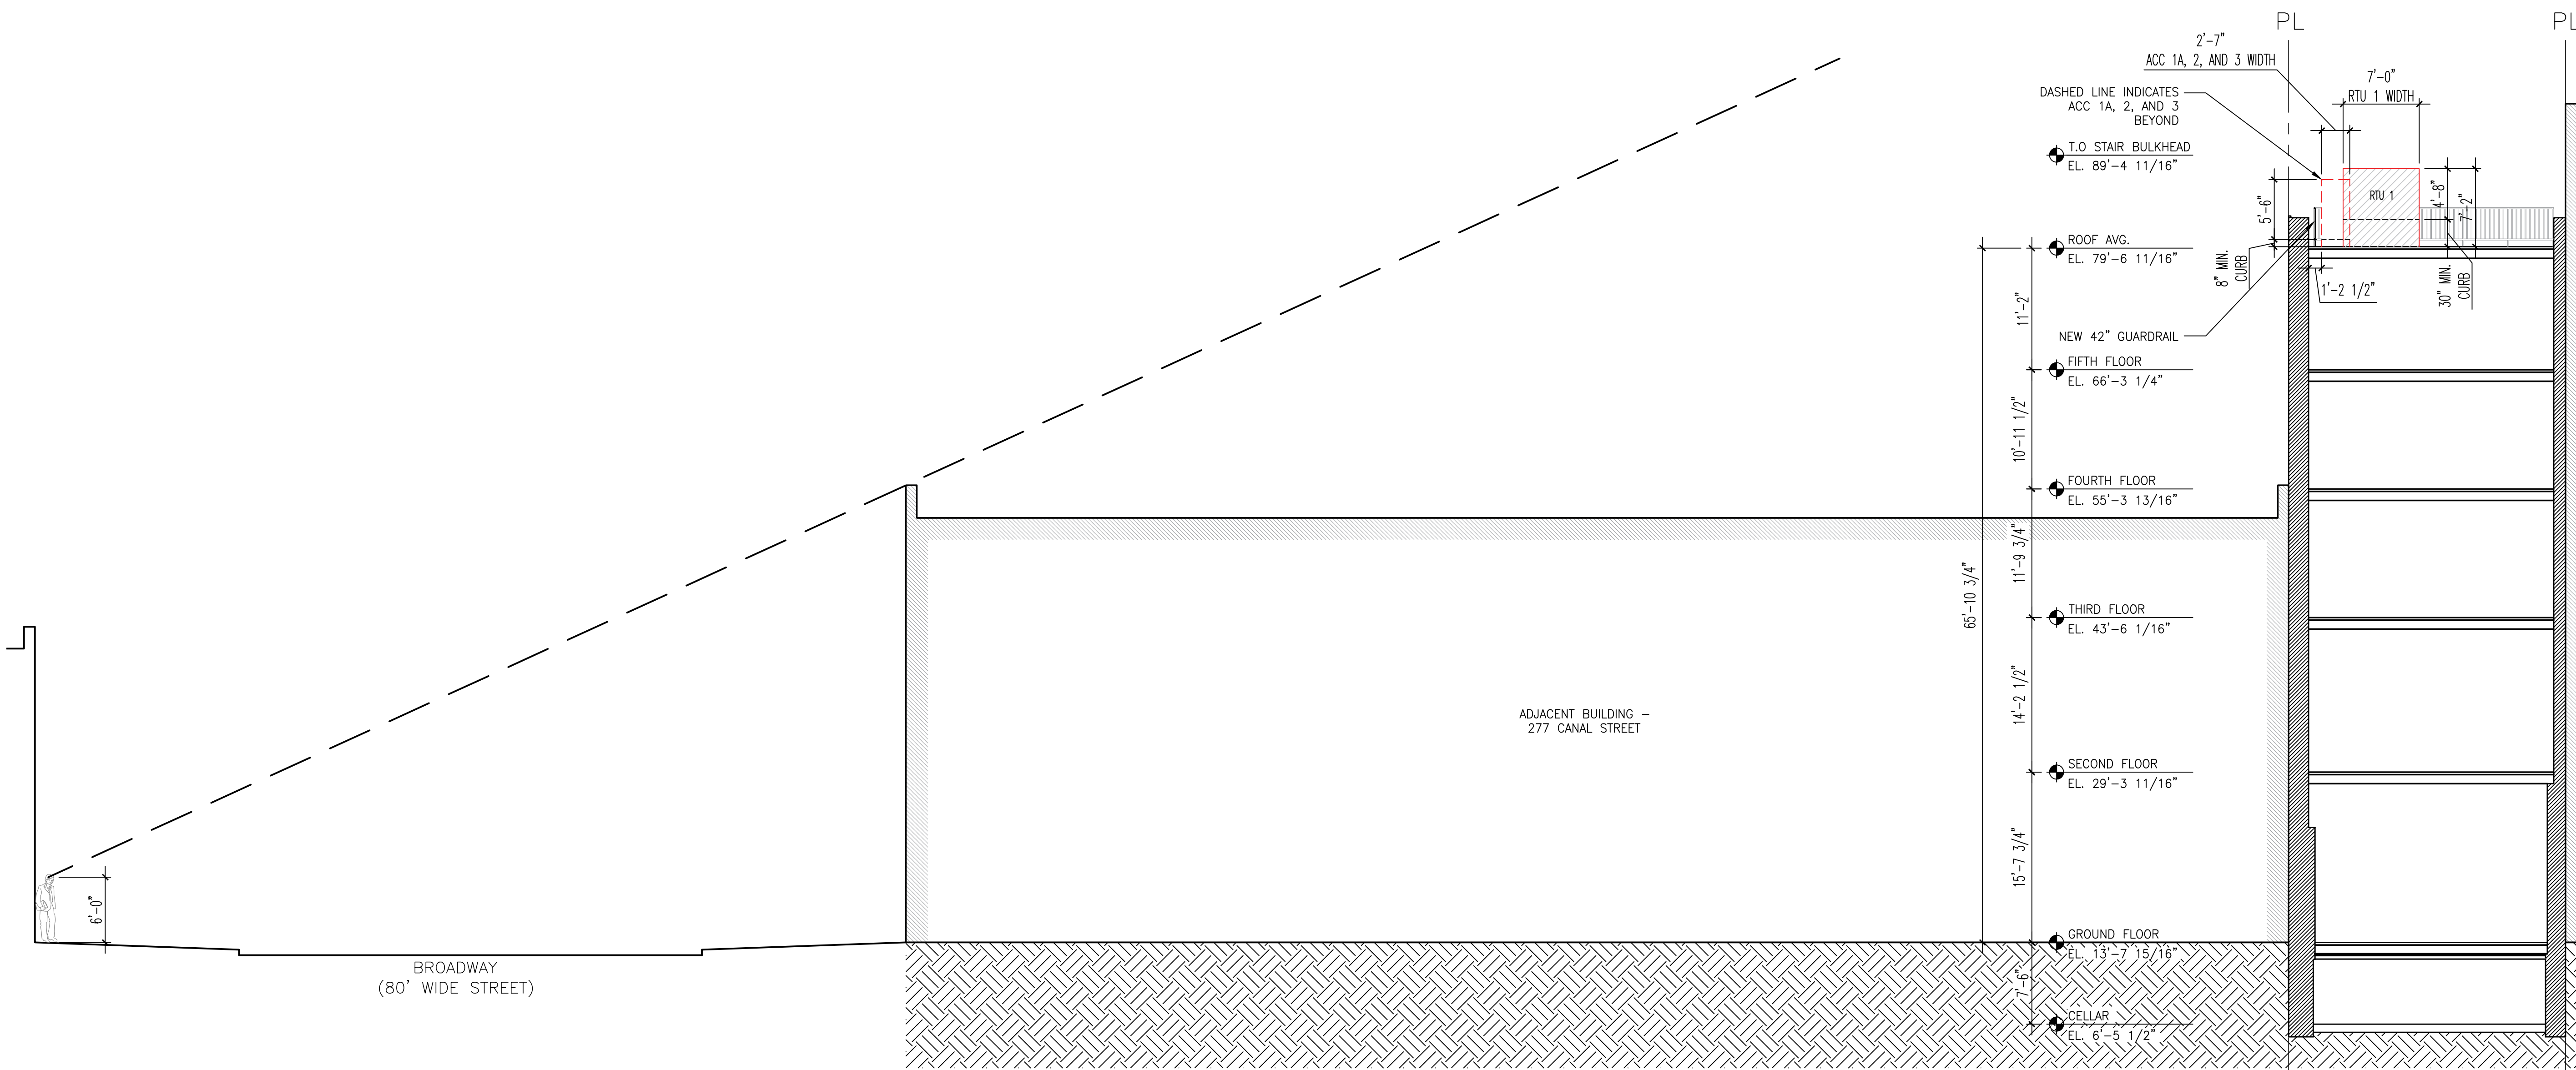 PL
PL
2'-7"
ACC 1A, 2, AND 3 WIDTH
7'-0"
RTU 1 WIDTH
DASHED LINE INDICATES
ACC 1A, 2, AND 3
BEYOND
T.O STAIR BULKHEAD
EL. 89'-4 11/16"
RTU 1
5'-6"
4'-8"
7'-2"
ROOF AVG.
EL. 79'-6 11/16"
8" MIN.
CURB
1'-2 1/2"
30" MIN.
CURB
11'-2"
NEW 42" GUARDRAIL
FIFTH FLOOR
EL. 66'-3 1/4"
10'-11 1/2"
FOURTH FLOOR
EL. 55'-3 13/16"
11'-9 3/4"
65'-10 3/4"
THIRD FLOOR
EL. 43'-6 1/16"
14'-2 1/2"
ADJACENT BUILDING -
277 CANAL STREET
SECOND FLOOR
EL. 29'-3 11/16"
15'-7 3/4"
6'-0"
GROUND FLOOR
EL. 13'-7 15/16"
BROADWAY
(80' WIDE STREET)
7'-6"
CELLAR
EL. 6'-5 1/2"